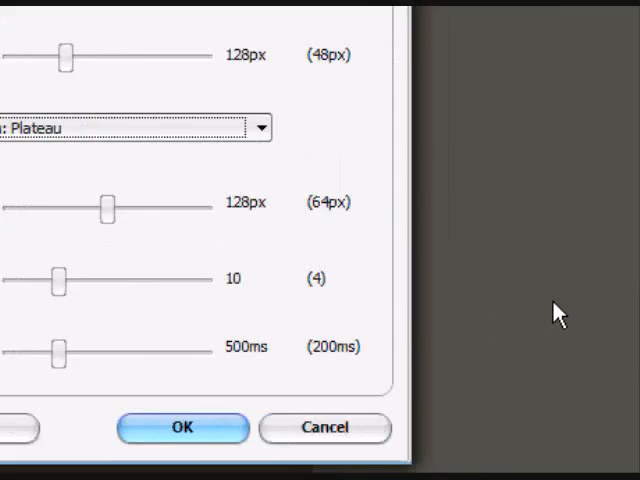 128px (48px)
: Plateau
128px (64px)
10 (4)
500ms (200ms)
OK Cancel